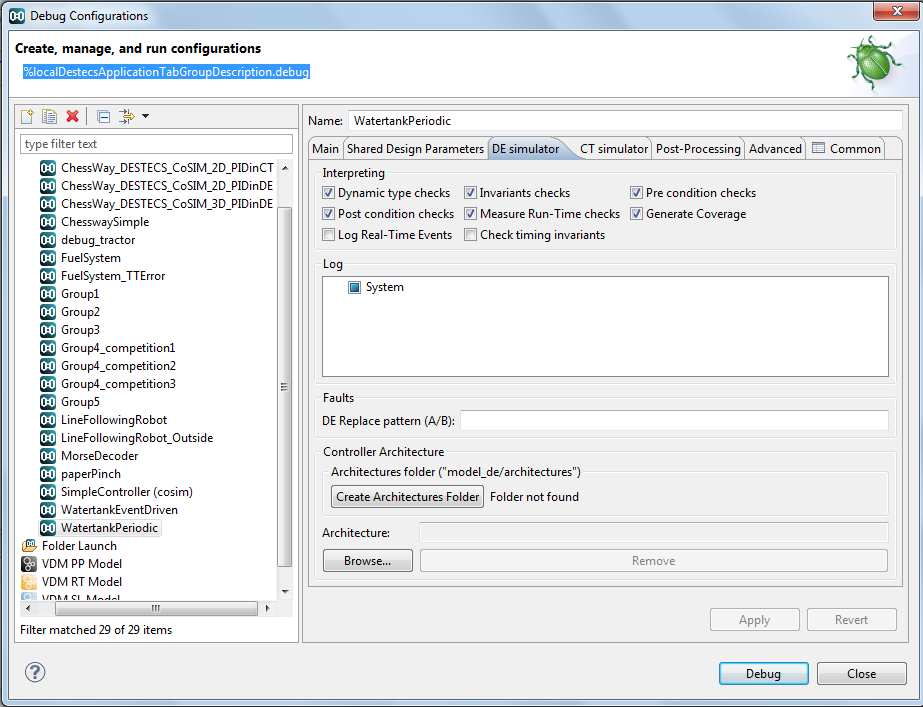 Debug Configurations
Create, manage, and run configurations
%localDestecsApplicationTabGroupDescription.debug
type filter text
ChessWay_DESTECS_CoSIM_2D_PIDinCT
ChessWay_DESTECS_CoSIM_2D_PIDinDE
ChessWay_DESTECS_CoSIM_3D_PIDinDE
ChesswaySimple
debug_tractor
FuelSystem
FuelSystem_TTError
Group1
Group2
Group3
Group4_competition1
Group4_competition2
Group4_competition3
Group5
LineFollowingRobot
LineFollowingRobot_Outside
MorseDecoder
paperPinch
SimpleController (cosim)
WatertankEventDriven
WatertankPeriodic
Folder Launch
VDM PP Model
VDM RT Model
VDM SL Model
Filter matched 29 of 29 items
Name: WatertankPeriodic
Main Shared Design Parameters DE simulator CT simulator Post-Processing Advanced Common
Interpreting
Dynamic type checks Invariants checks Pre condition checks
Post condition checks Measure Run-Time checks Generate Coverage
Log Real-Time Events Check timing invariants
Log
System
Faults
DE Replace pattern (A/B):
Controller Architecture
Architectures folder ("model_de/architectures")
Create Architectures Folder Folder not found
Architecture:
Browse... Remove
Apply Revert
? Debug Close